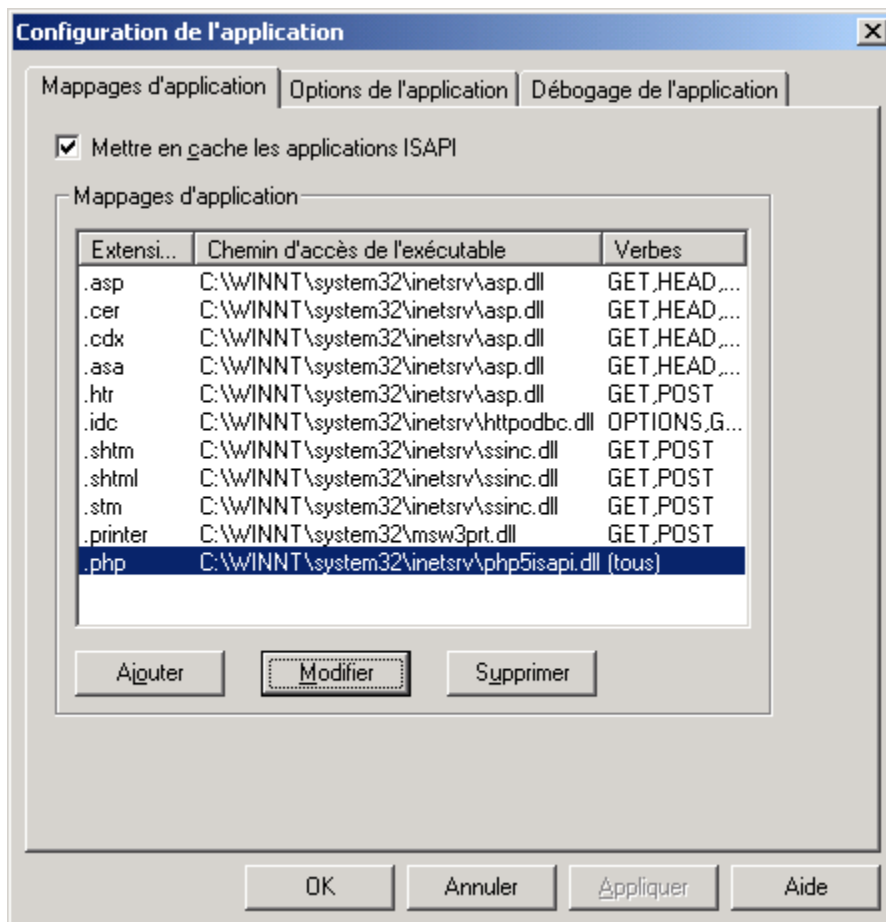 Configuration de l'application
Mappages d'application Options de l'application Débogage de l'application
Mettre en cache les applications ISAPI
Mappages d'application
Extensi... Chemin d'accès de l'exécutable Verbes
.asp C:\WINNT\system32\inetsrv\asp.dll GET,HEAD,...
.cer C:\WINNT\system32\inetsrv\asp.dll GET,HEAD,...
.cdx C:\WINNT\system32\inetsrv\asp.dll GET,HEAD,...
.asa C:\WINNT\system32\inetsrv\asp.dll GET,HEAD,...
.htr C:\WINNT\system32\inetsrv\asp.dll GET,POST
.idc C:\WINNT\system32\inetsrv\httpodbc.dll OPTIONS,G...
.shtm C:\WINNT\system32\inetsrv\ssinc.dll GET,POST
.shtml C:\WINNT\system32\inetsrv\ssinc.dll GET,POST
.stm C:\WINNT\system32\inetsrv\ssinc.dll GET,POST
.printer C:\WINNT\system32\msw3prt.dll GET,POST
.php C:\WINNT\system32\inetsrv\php5isapi.dll (tous)
Ajouter Modifier Supprimer
OK Annuler Appliquer Aide